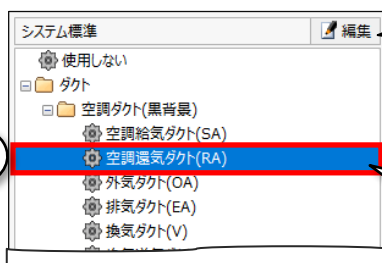 システム標準
編集
使用しない
ダクト
空調ダクト(黒背景)
空調給気ダクト(SA)
空調還気ダクト(RA)
外気ダクト(OA)
排気ダクト(EA)
換気ダクト(V)